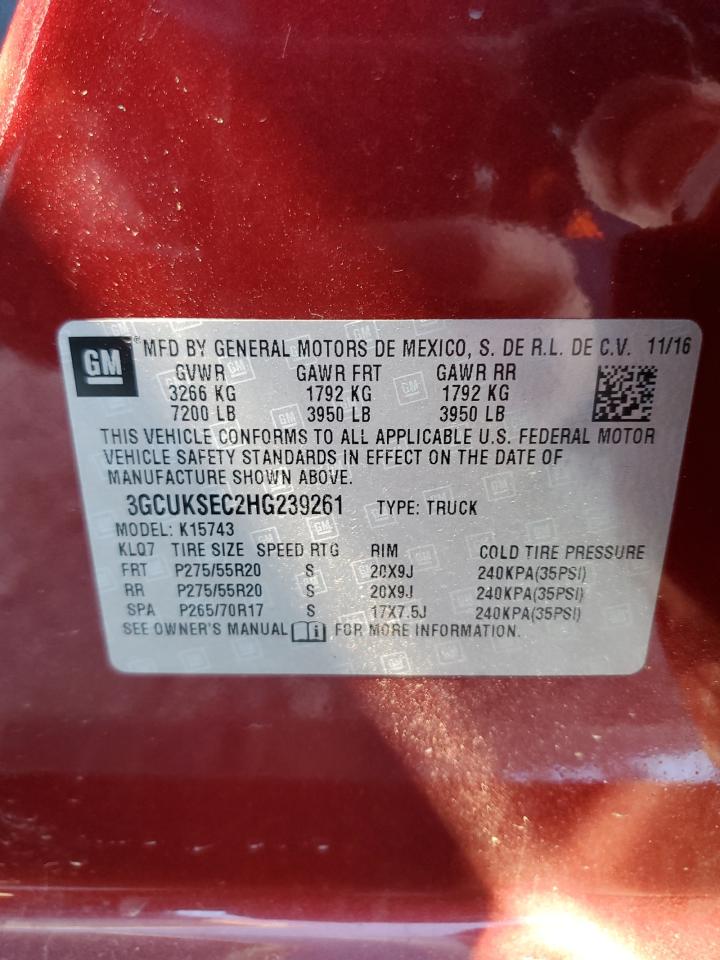 GM ® MFD BY GENERAL MOTORS DE MEXICO, S. DE R.L. DE C.V. 11/16
GVWR GAWR FRT GAWR RR
3266 KG 1792 KG 1792 KG
7200 LB 3950 LB 3950 LB
THIS VEHICLE CONFORMS TO ALL APPLICABLE U.S. FEDERAL MOTOR
VEHICLE SAFETY STANDARDS IN EFFECT ON THE DATE OF
MANUFACTURE SHOWN ABOVE.
3GCUKSEC2HG239261 TYPE: TRUCK
MODEL: K15743
KLQ7 TIRE SIZE SPEED RTG RIM COLD TIRE PRESSURE
FRT P275/55R20 S 20X9J 240KPA(35PSI)
RR P275/55R20 S 20X9J 240KPA(35PSI)
SPA P265/70R17 S 17X7.5J 240KPA(35PSI)
SEE OWNER'S MANUAL FOR MORE INFORMATION.